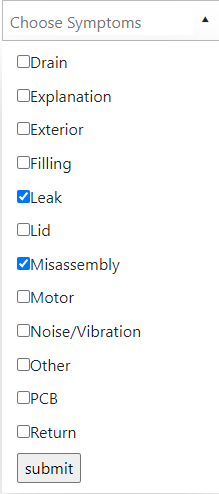 Choose Symptoms
Drain
Explanation
Exterior
Filling
Leak
Lid
Misassembly
Motor
Noise/Vibration
Other
PCB
Return
submit